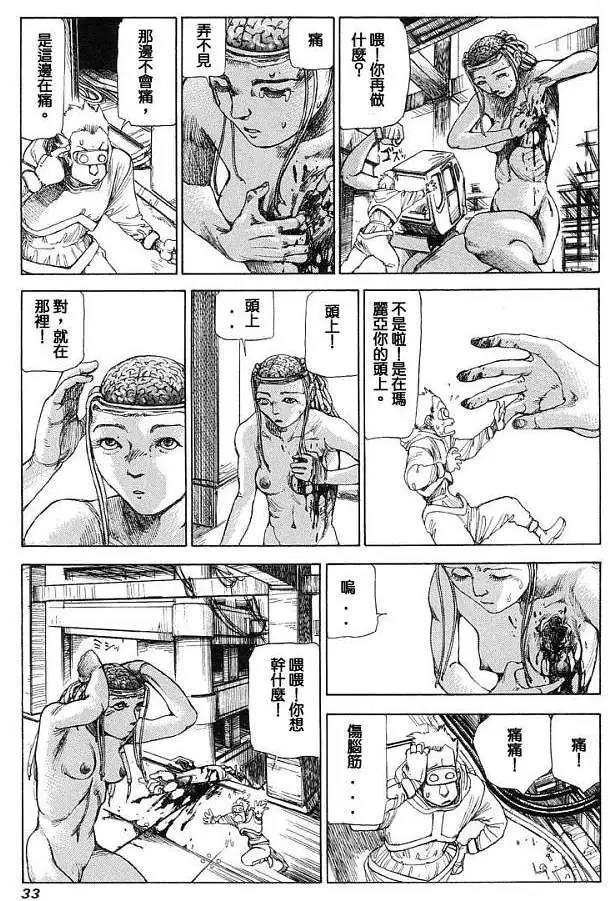 喂！你再做
什麼？
ゴズ
痛
弄不見
那邊不會痛，
是這邊在痛。
不是啦！是在瑪
麗亞你的頭上。
頭上！
頭上
．．
對，就在
那裡！
嗚
．．
痛！
痛痛！
傷腦筋
．．．
喂喂！你想
幹什麼！
33